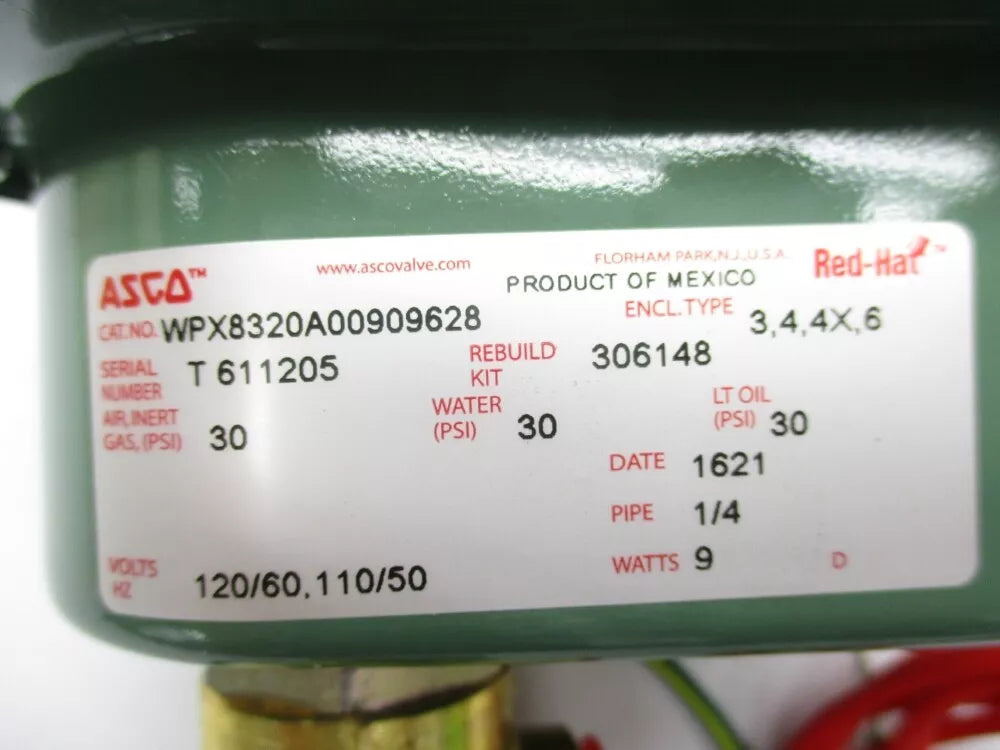 ASCO™ www.ascovalve.com FLORHAM PARK,N.J.,U.S.A. Red-Hat™
PRODUCT OF MEXICO
CAT.NO. WPX8320A00909628 ENCL.TYPE 3,4,4X,6
SERIAL NUMBER T 611205 REBUILD KIT 306148
AIR,INERT GAS,(PSI) 30 WATER (PSI) 30 LT OIL (PSI) 30
DATE 1621
PIPE 1/4
VOLTS HZ 120/60,110/50 WATTS 9 D